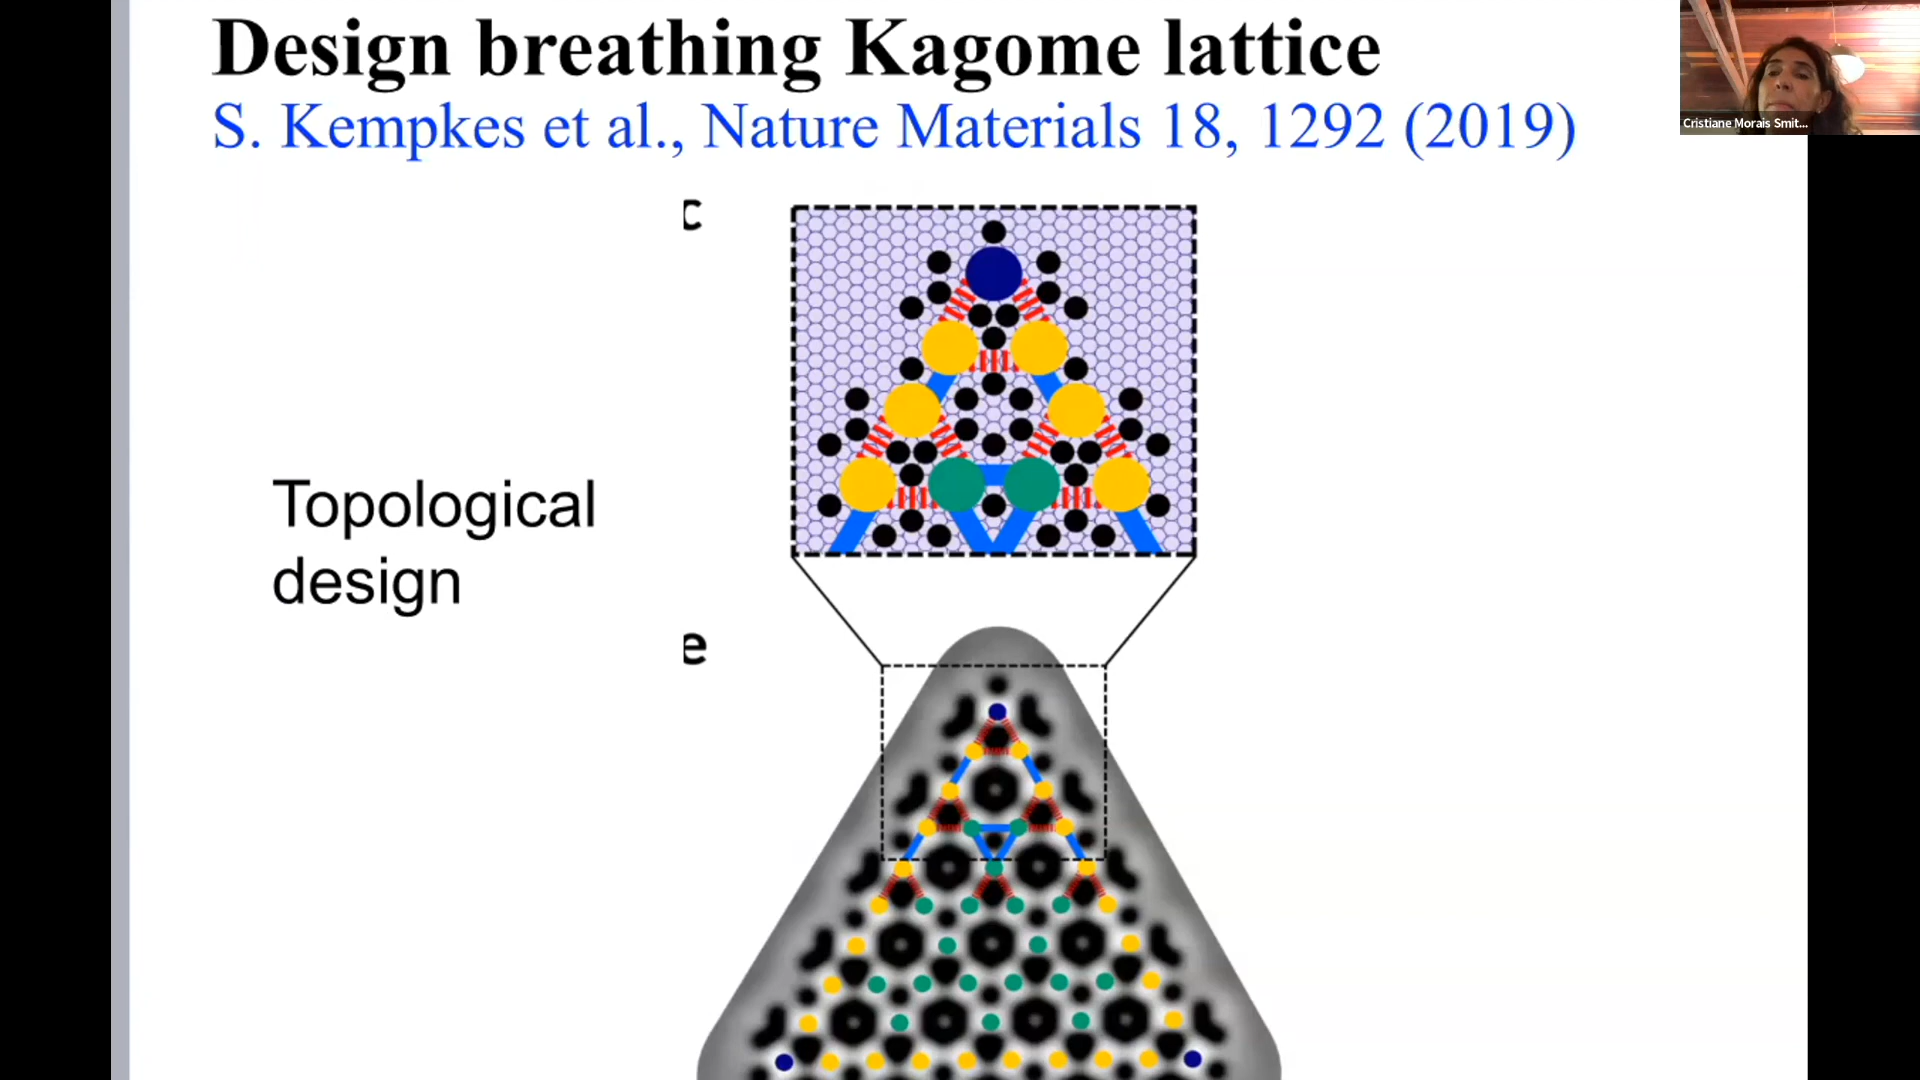 Design breathing Kagome lattice
S. Kempkes et al., Nature Materials 18, 1292 (2019)
Cristiane Morais Smit...
c
Topological
design
e